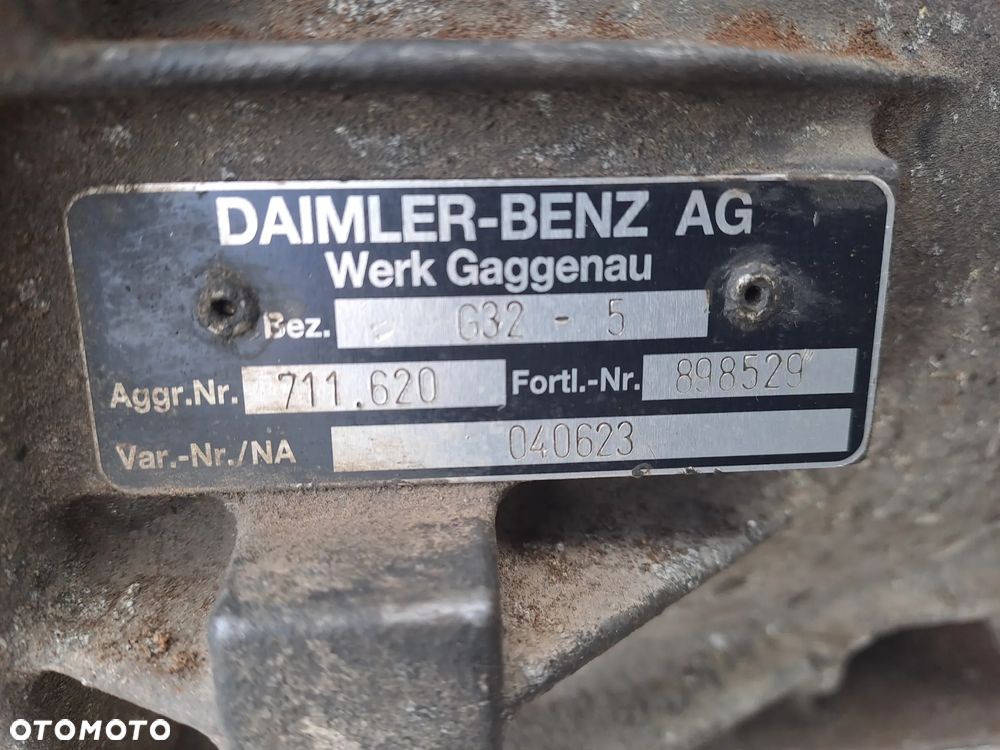 DAIMLER-BENZ AG
Werk Gaggenau
Bez. G32 - 5
Aggr.Nr. 711.620 Fortl.-Nr. 898529
Var.-Nr./NA 040623
OTOMOTO